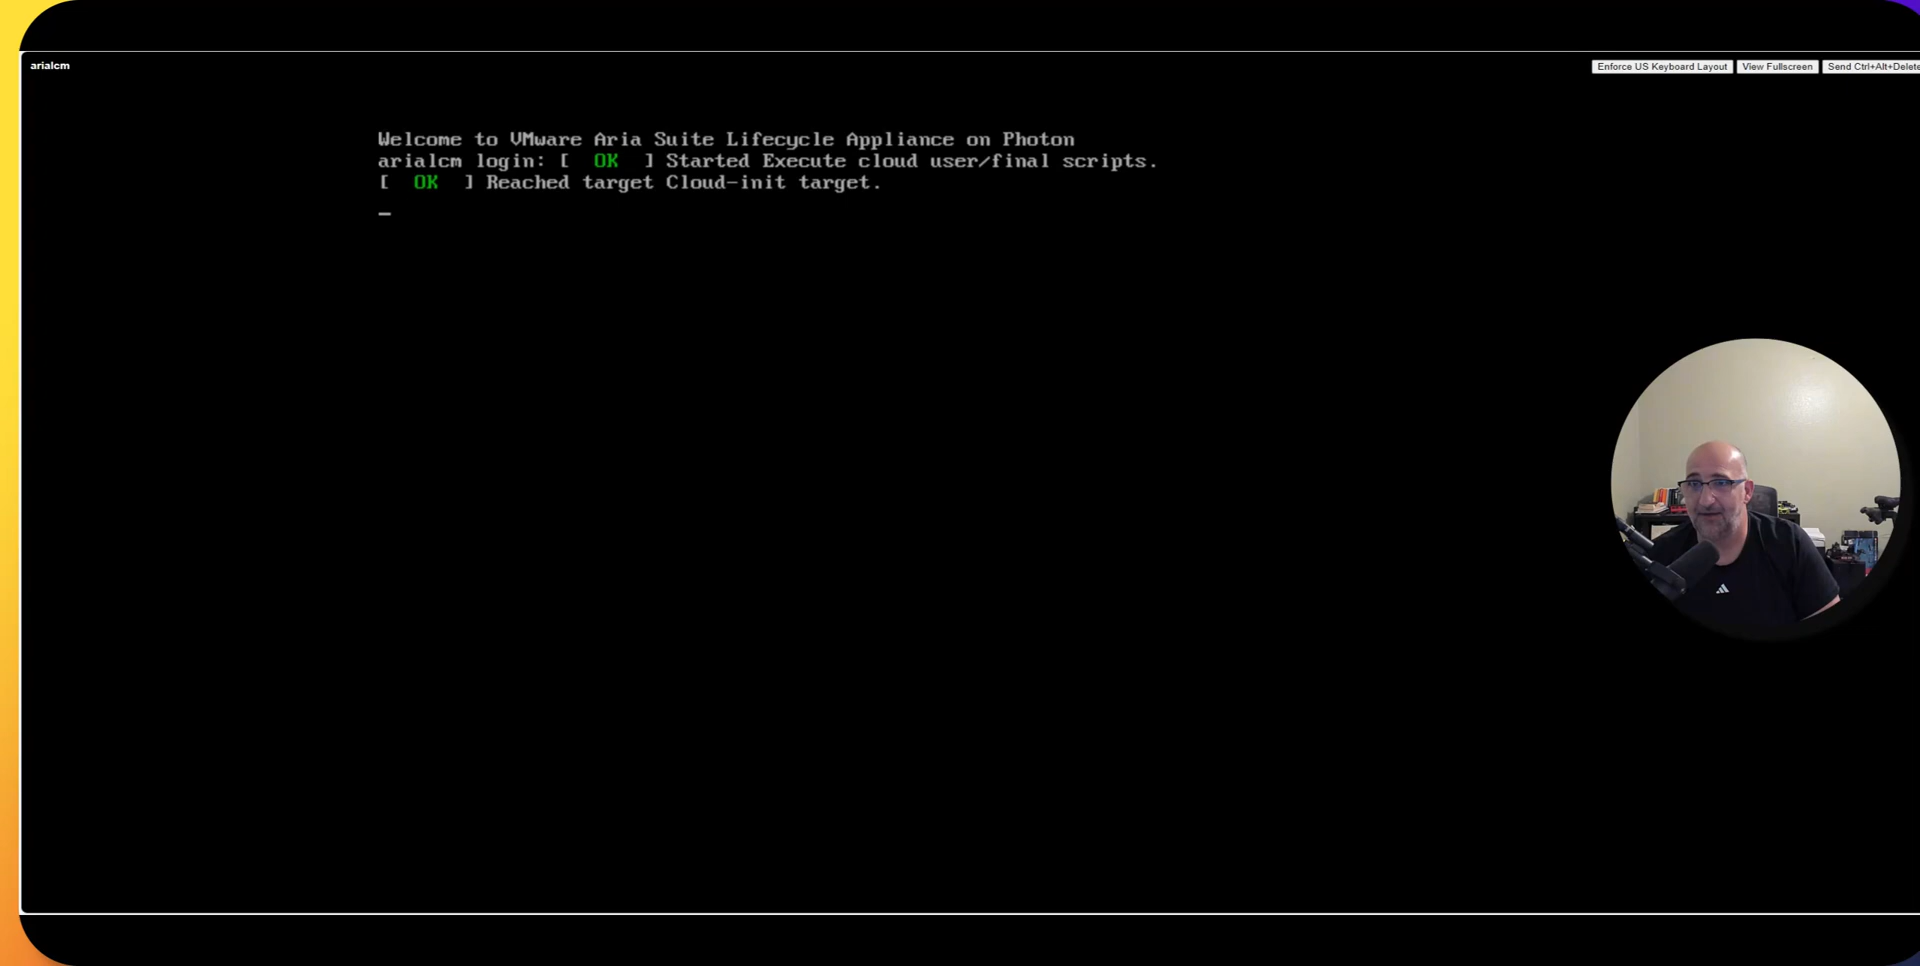 arialcm
Enforce US Keyboard Layout
View Fullscreen
Send Ctrl+Alt+Delete
Welcome to VMware Aria Suite Lifecycle Appliance on Photon
arialcm login: [  OK  ] Started Execute cloud user/final scripts.
[  OK  ] Reached target Cloud-init target.